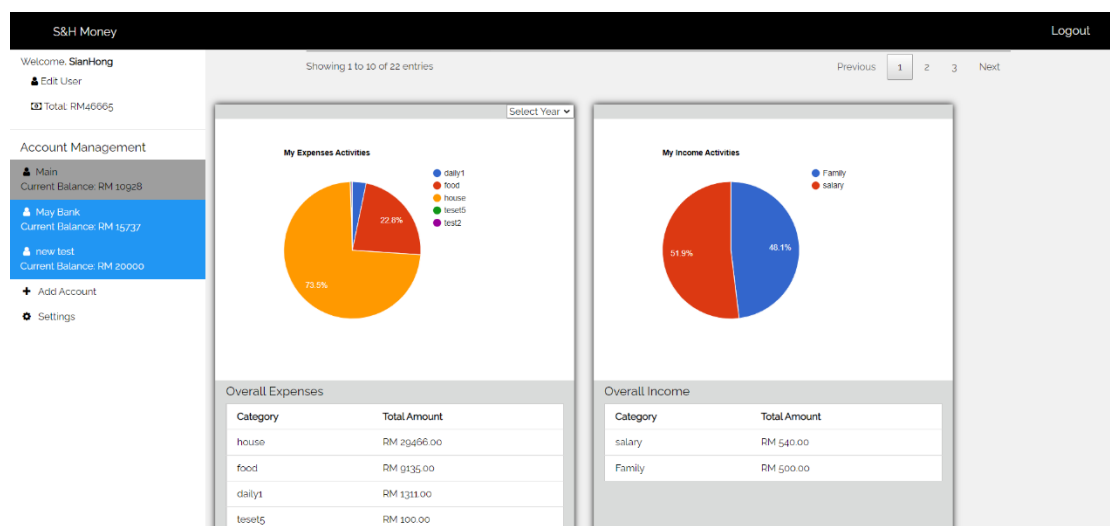 S&H Money
Logout
Welcome, SianHong
Edit User
Total: RM46665
Account Management
Main
Current Balance: RM 10928
May Bank
Current Balance: RM 15737
new test
Current Balance: RM 20000
Add Account
Settings
Showing 1 to 10 of 22 entries
Previous 1 2 3 Next
Select Year
My Expenses Activities
daily1
food
house
teset5
test2
22.8%
73.5%
My Income Activities
Family
salary
48.1%
51.9%
Overall Expenses
Category Total Amount
house RM 29466.00
food RM 9135.00
daily1 RM 1311.00
teset5 RM 100.00
Overall Income
Category Total Amount
salary RM 540.00
Family RM 500.00